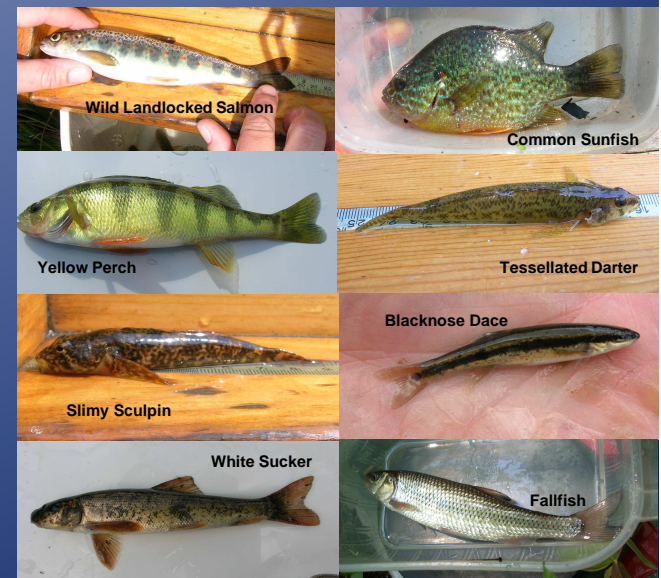 Wild Landlocked Salmon
Common Sunfish
Yellow Perch
Tessellated Darter
Blacknose Dace
Slimy Sculpin
White Sucker
Fallfish